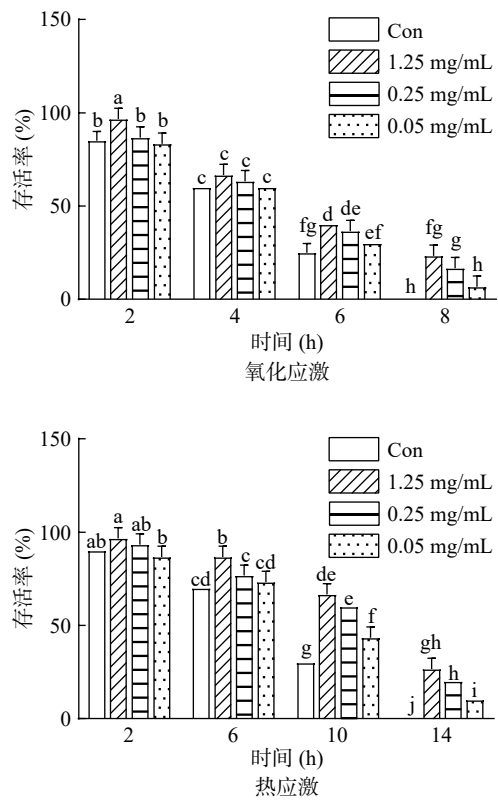 Con
1.25 mg/mL
0.25 mg/mL
0.05 mg/mL
150
100
50
0
存活率 (%)
b a b b
c c c c
fg d de ef
h fg g h
2 4 6 8
时间 (h)
氧化应激
Con
1.25 mg/mL
0.25 mg/mL
0.05 mg/mL
150
100
50
0
存活率 (%)
ab a ab b
cd b c cd
g de e f
j gh h i
2 6 10 14
时间 (h)
热应激